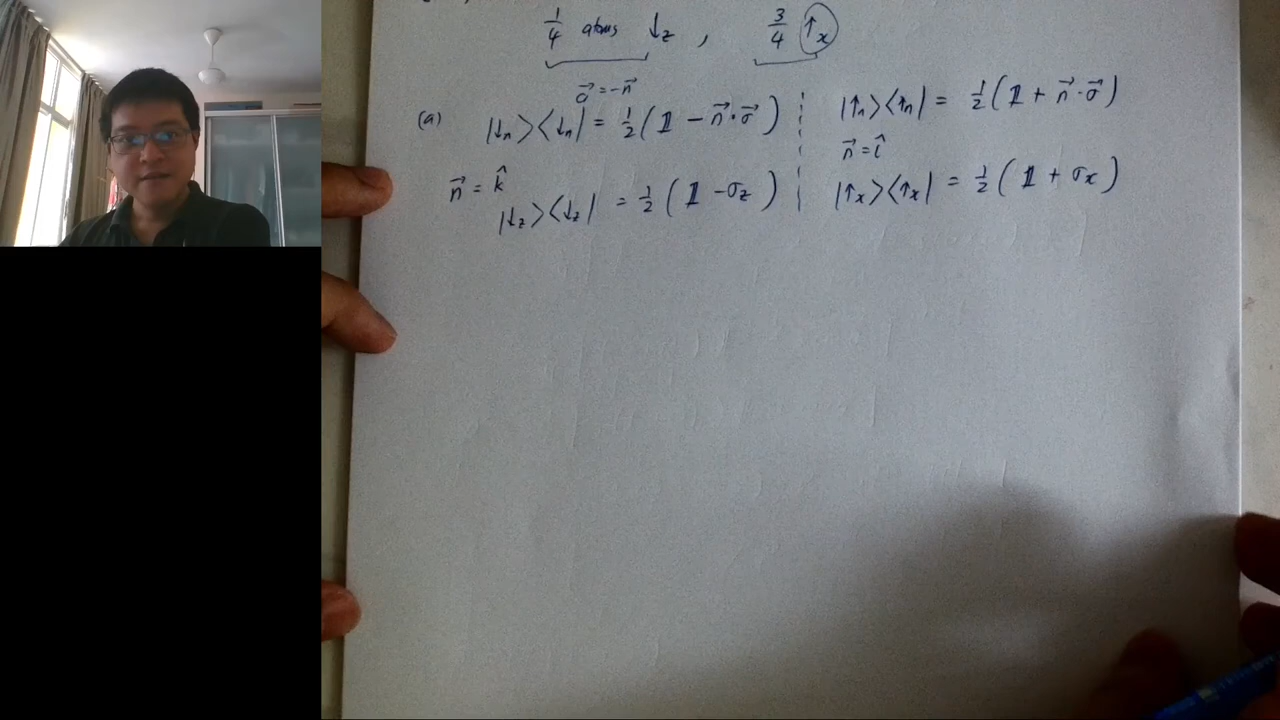 1/4 atoms ↓z , 3/4 ↑x
(a) |↓n><↓n| = 1/2 (𝟙 − n⃗·σ⃗)
σ⃗ = −n⃗
n⃗ = k̂
|↓z><↓z| = 1/2 (𝟙 − σz)
|↑n><↑n| = 1/2 (𝟙 + n⃗·σ⃗)
n⃗ = î
|↑x><↑x| = 1/2 (𝟙 + σx)